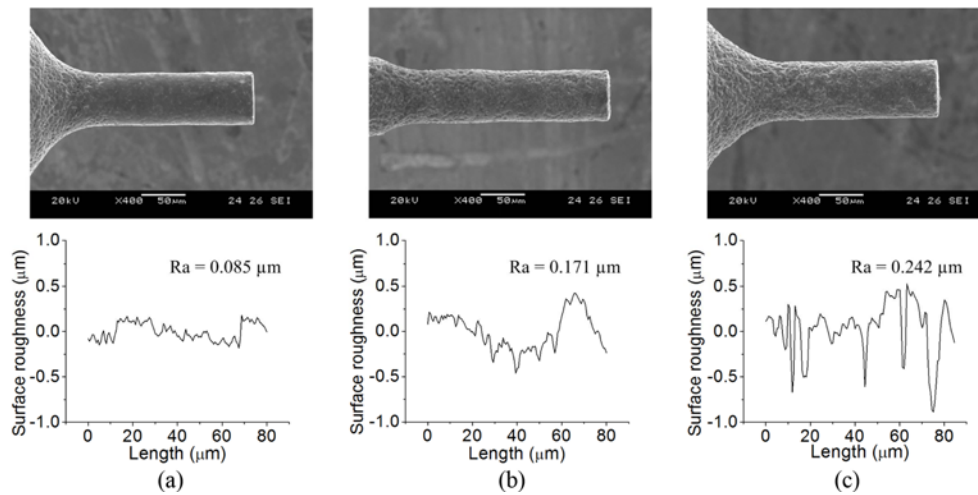 20kV X400 50µm 24 26 SEI
20kV X400 50µm 24 26 SEI
20kV X400 50µm 24 26 SEI
Surface roughness (µm)
1.0
0.5
0.0
-0.5
-1.0
Ra = 0.085 µm
0 20 40 60 80
Length (µm)
(a)
Surface roughness (µm)
1.0
0.5
0.0
-0.5
-1.0
Ra = 0.171 µm
0 20 40 60 80
Length (µm)
(b)
Surface roughness (µm)
1.0
0.5
0.0
-0.5
-1.0
Ra = 0.242 µm
0 20 40 60 80
Length (µm)
(c)